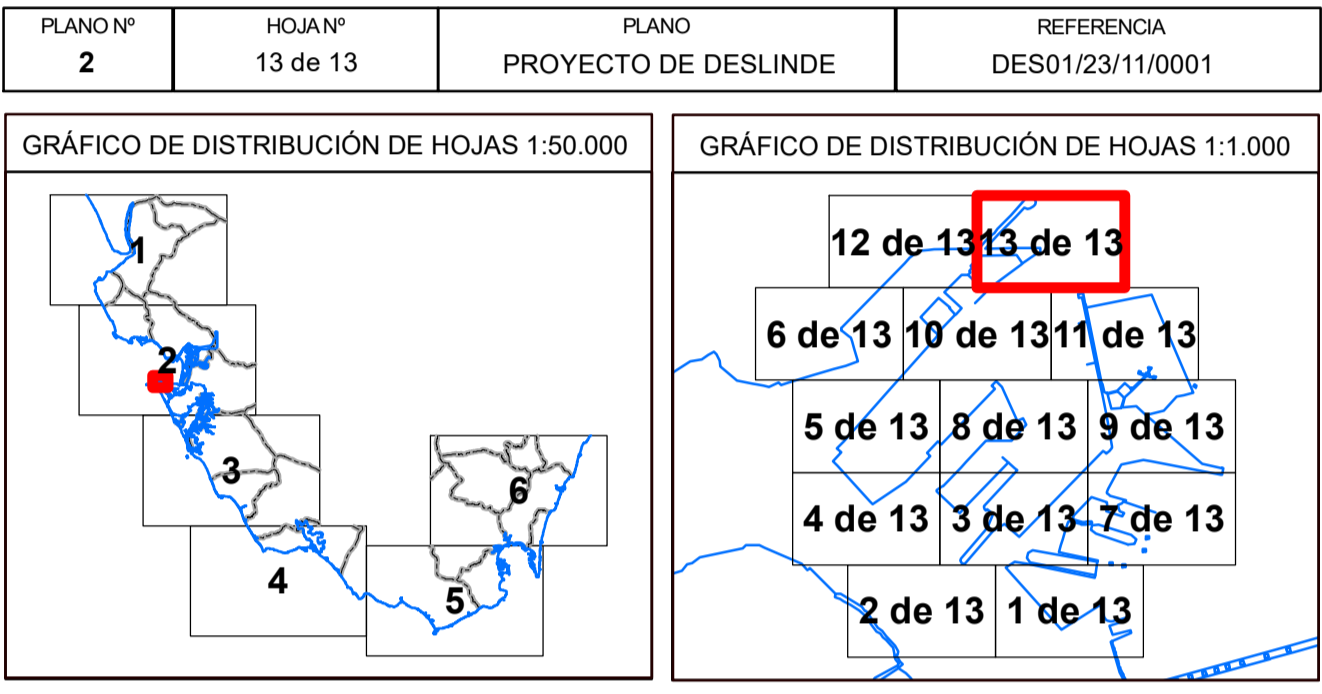 PLANO Nº
2
HOJA Nº
13 de 13
PLANO
PROYECTO DE DESLINDE
REFERENCIA
DES01/23/11/0001
GRÁFICO DE DISTRIBUCIÓN DE HOJAS 1:50.000
1
2
3
4
5
6
GRÁFICO DE DISTRIBUCIÓN DE HOJAS 1:1.000
12 de 13 13 de 13
6 de 13 10 de 13 11 de 13
5 de 13 8 de 13 9 de 13
4 de 13 3 de 13 7 de 13
2 de 13 1 de 13